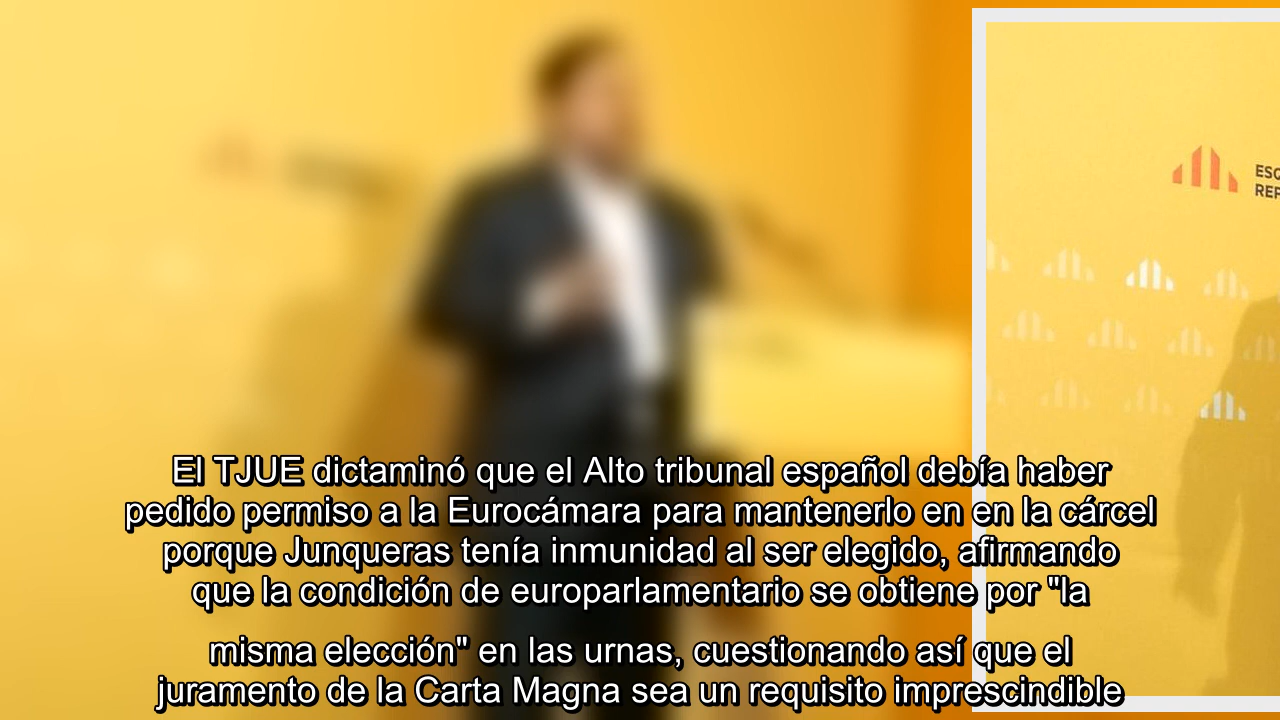 ESQ
REP
El TJUE dictaminó que el Alto tribunal español debía haber
pedido permiso a la Eurocámara para mantenerlo en en la cárcel
porque Junqueras tenía inmunidad al ser elegido, afirmando
que la condición de europarlamentario se obtiene por "la
misma elección" en las urnas, cuestionando así que el
juramento de la Carta Magna sea un requisito imprescindible